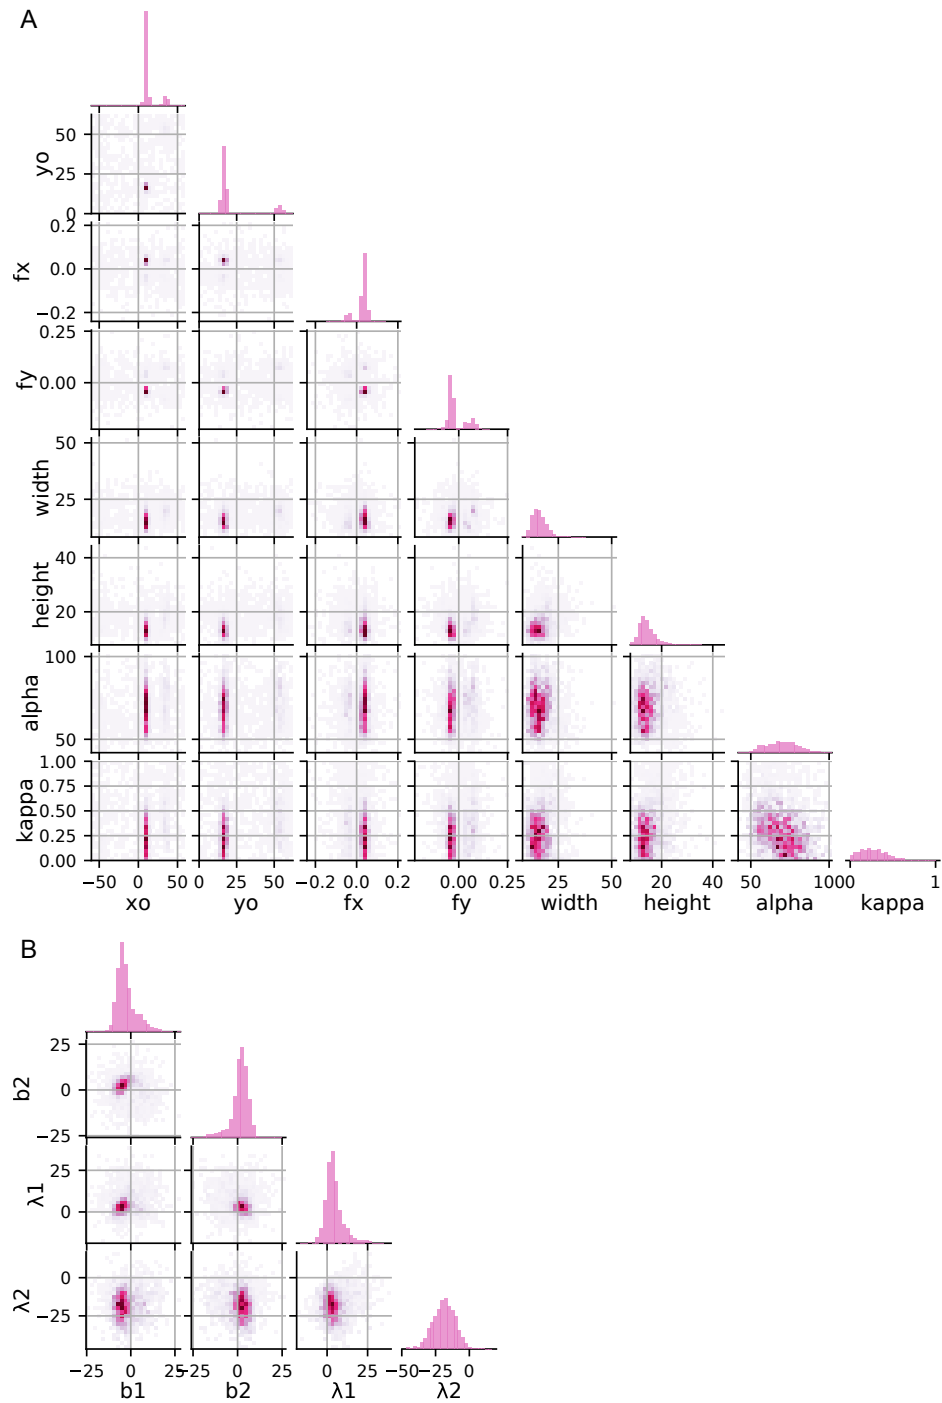 A
yo
50
25
0
fx
0.2
0.0
−0.2
fy
0.25
0.00
width
50
25
height
40
20
alpha
100
50
kappa
1.00
0.75
0.50
0.25
0.00
−50 0 50 0 25 50 −0.2 0.0 0.2 0.00 0.25 25 50 20 40 50 100 0 1
xo yo fx fy width height alpha kappa
B
b2
25
0
−25
λ1
25
0
λ2
0
−25
−25 0 25 −25 0 25 0 25 −50 −25 0
b1 b2 λ1 λ2